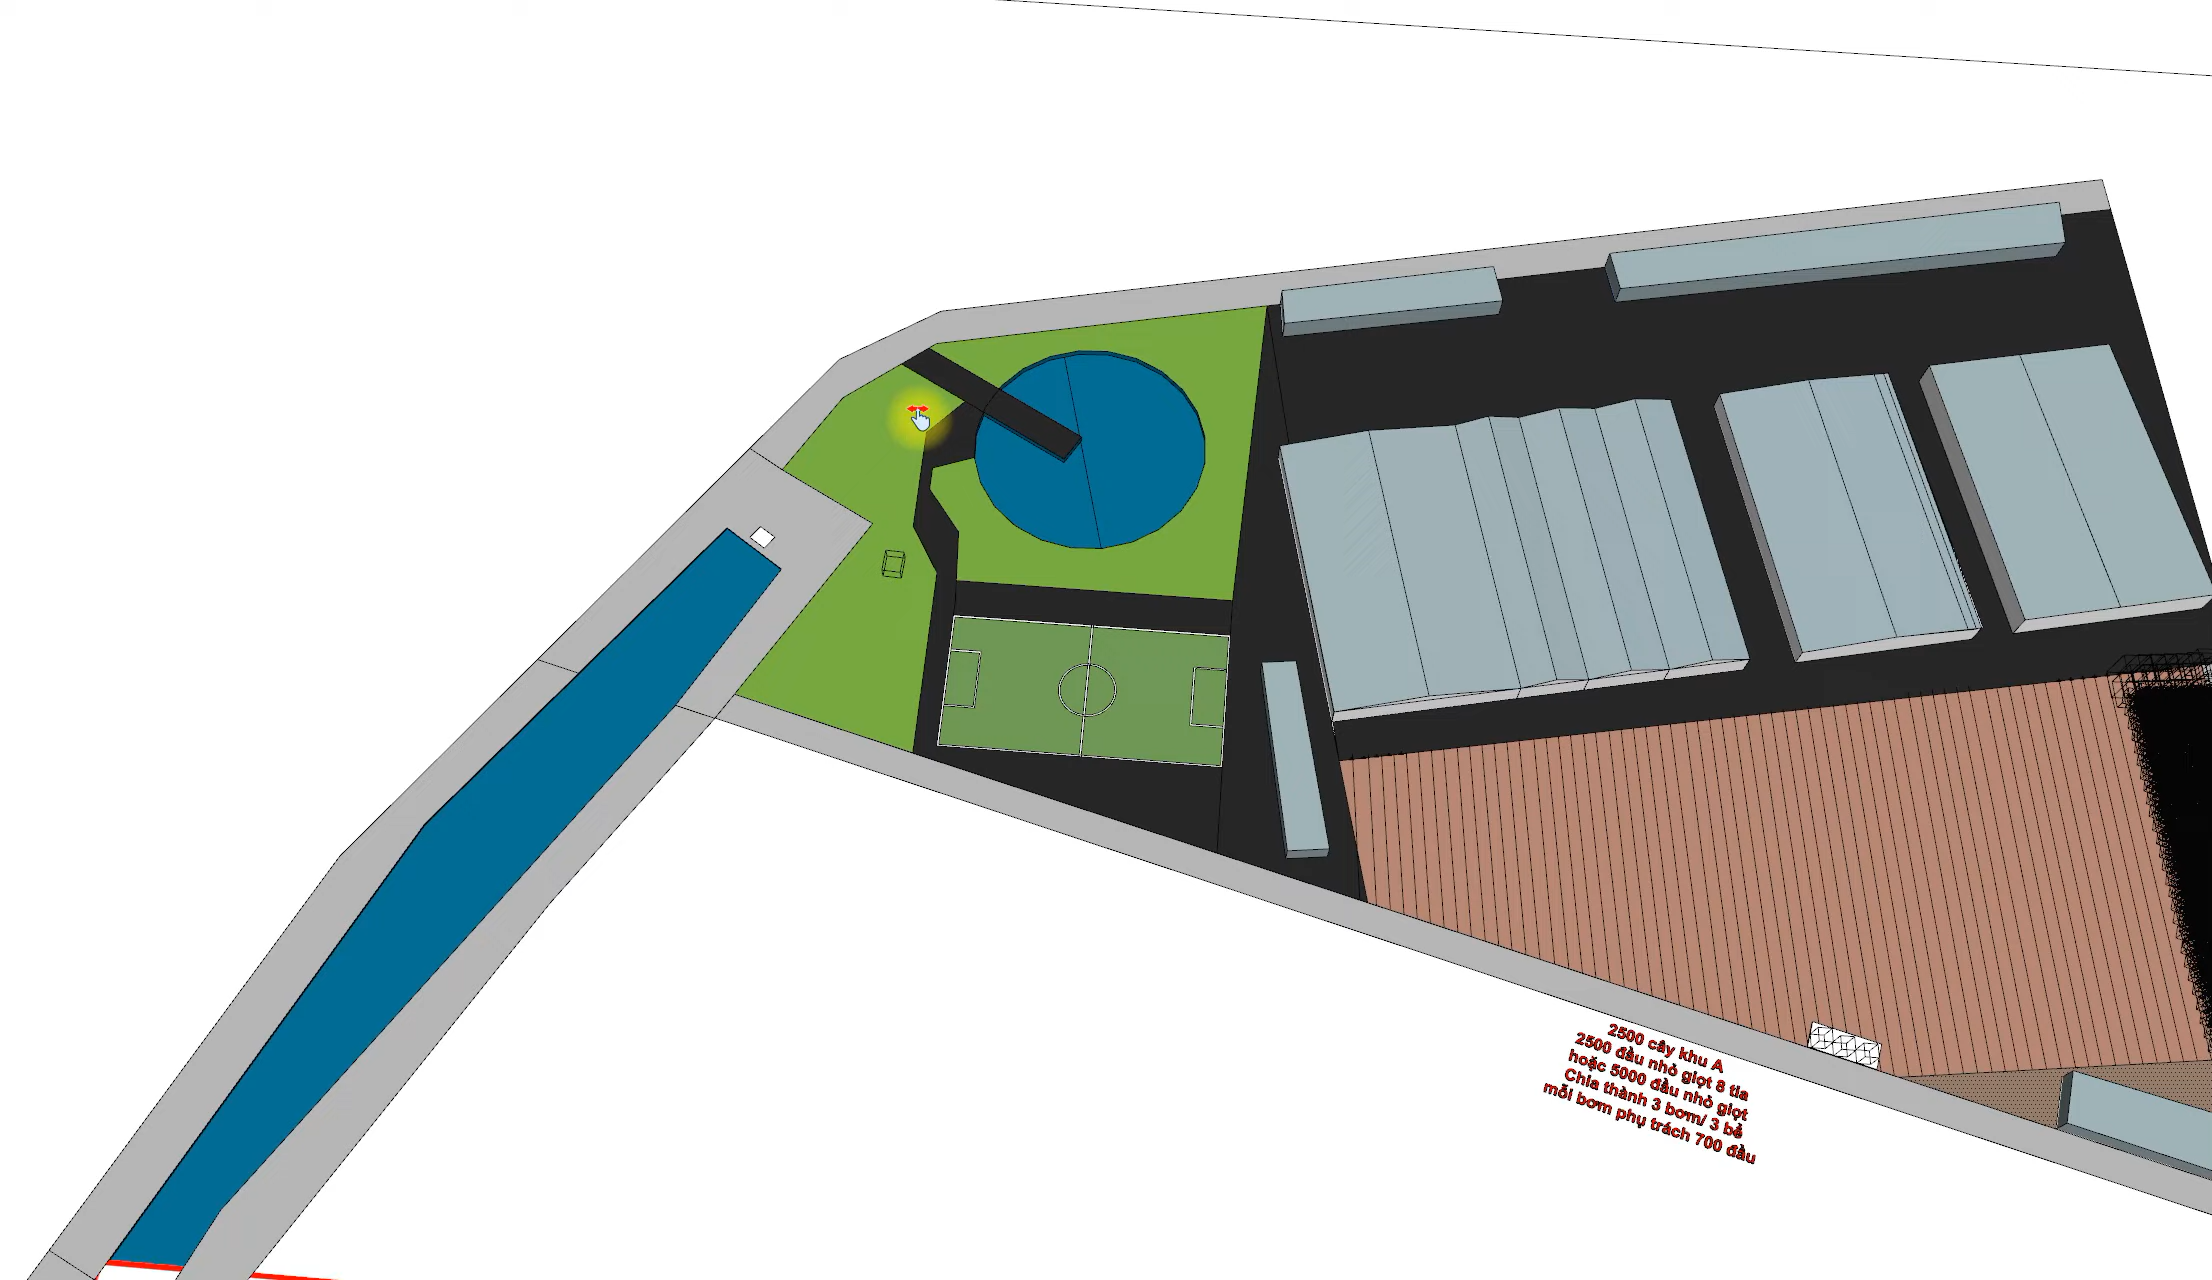 2500 cây khu A
2500 đầu nhỏ giọt 8 tia
hoặc 5000 đầu nhỏ giọt
Chia thành 3 bơm/ 3 bể
mỗi bơm phụ trách 700 đầu